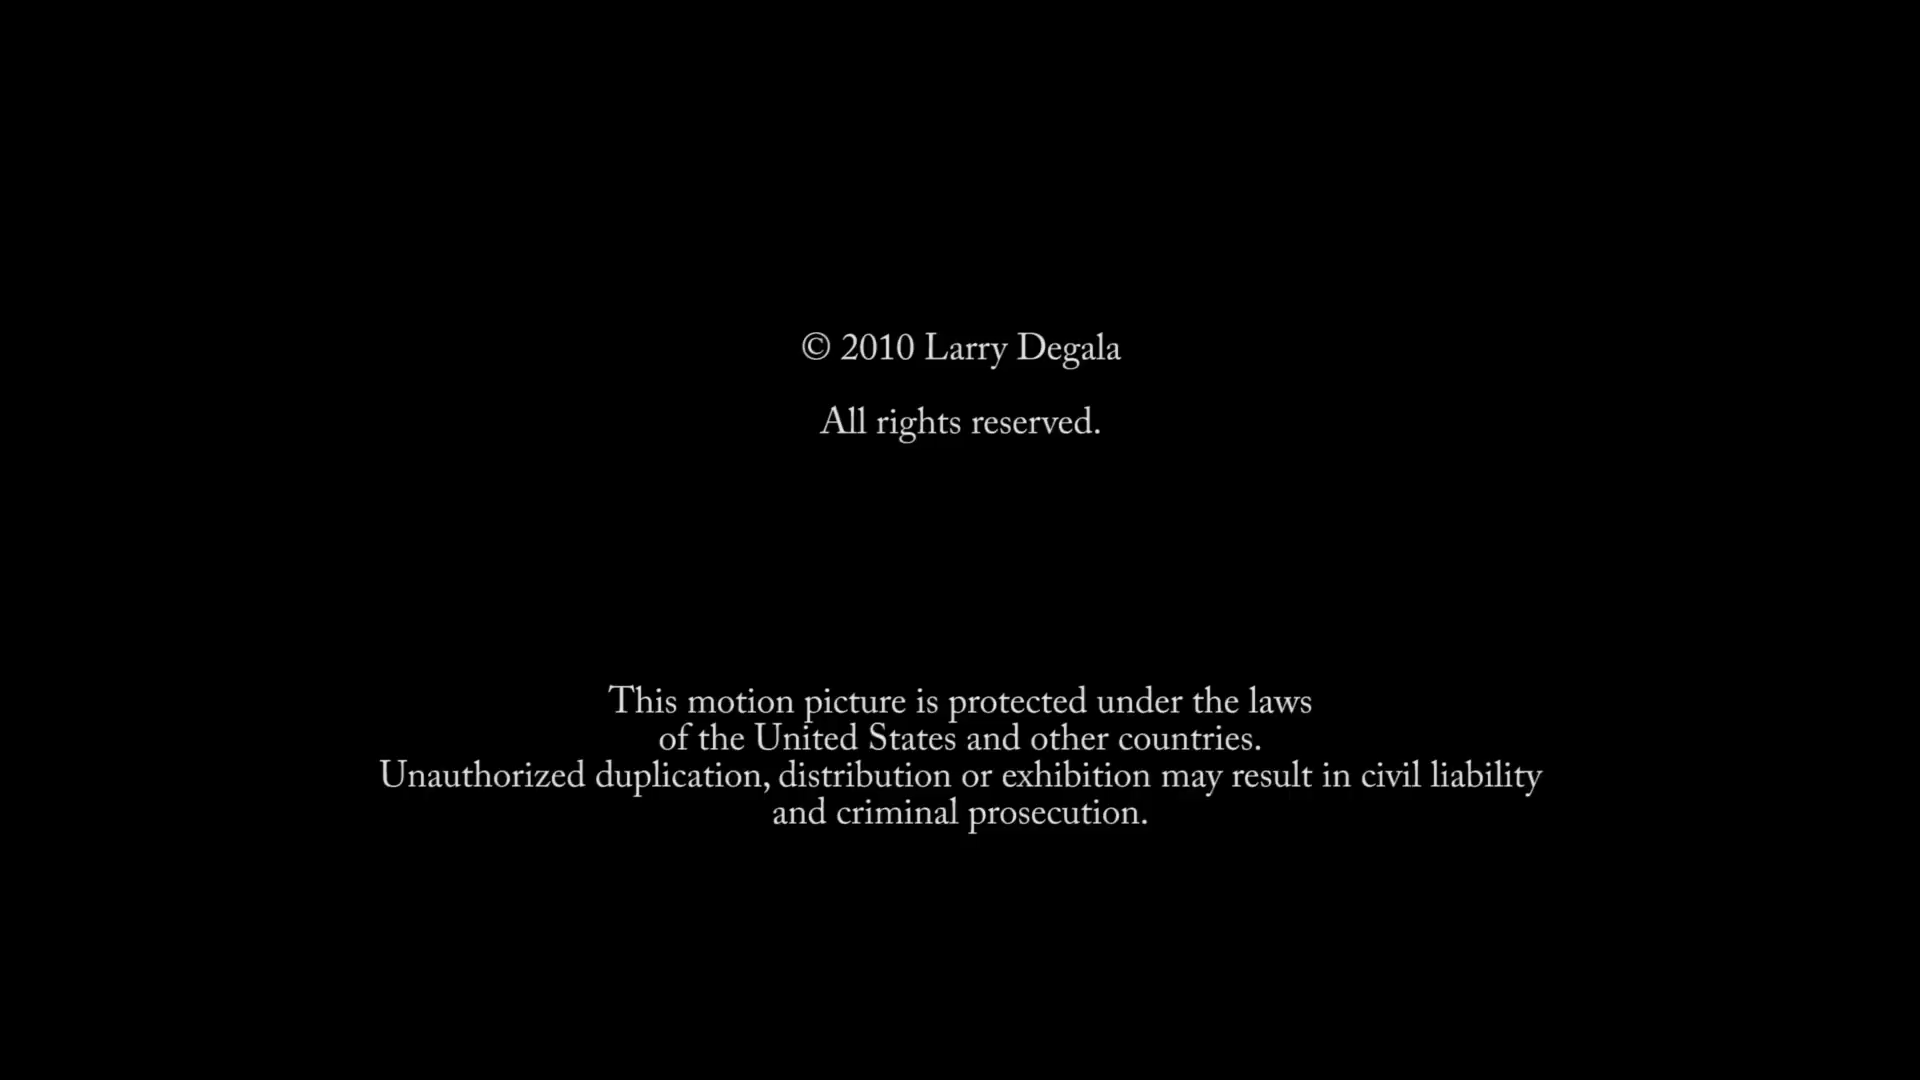 © 2010 Larry Degala
All rights reserved.
This motion picture is protected under the laws
of the United States and other countries.
Unauthorized duplication, distribution or exhibition may result in civil liability
and criminal prosecution.